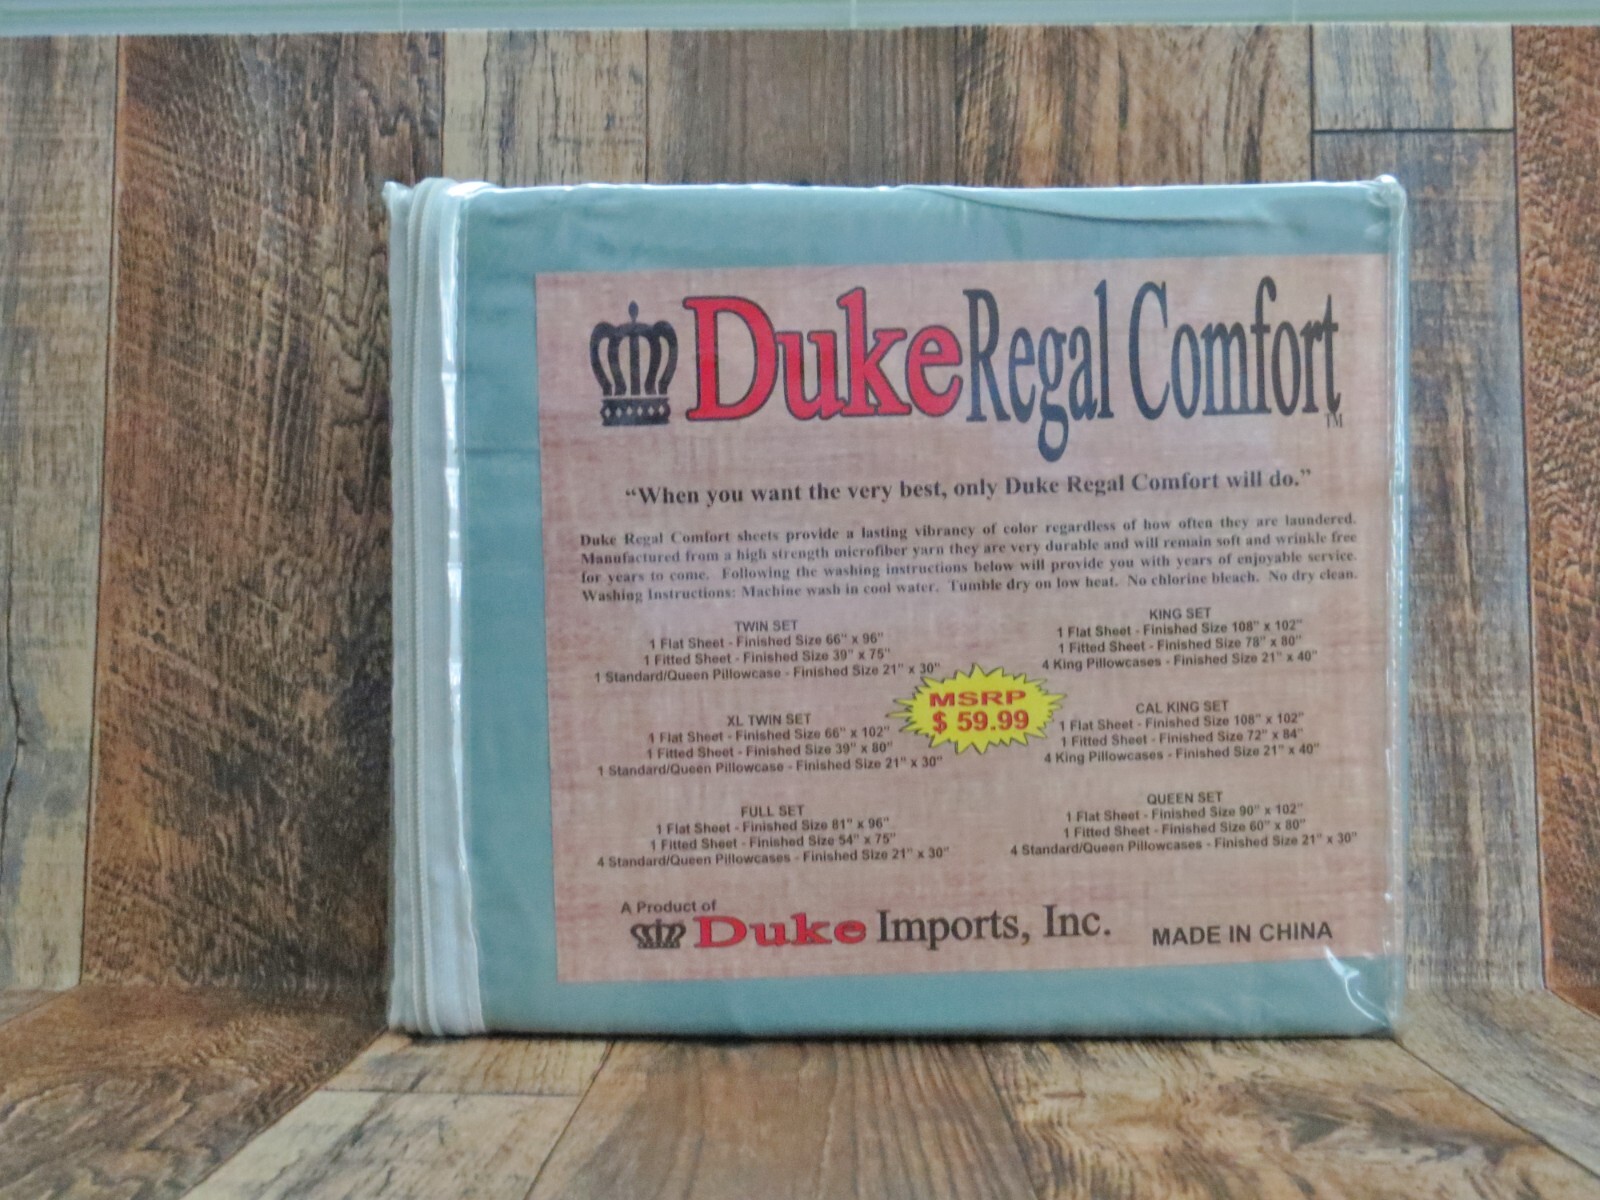 Duke Regal Comfort TM
“When you want the very best, only Duke Regal Comfort will do.”
Duke Regal Comfort sheets provide a lasting vibrancy of color regardless of how often they are laundered.
Manufactured from a high strength microfiber yarn they are very durable and will remain soft and wrinkle free
for years to come. Following the washing instructions below will provide you with years of enjoyable service.
Washing Instructions: Machine wash in cool water. Tumble dry on low heat. No chlorine bleach. No dry clean.
TWIN SET
1 Flat Sheet - Finished Size 66" x 96"
1 Fitted Sheet - Finished Size 39" x 75"
1 Standard/Queen Pillowcase - Finished Size 21" x 30"
KING SET
1 Flat Sheet - Finished Size 108" x 102"
1 Fitted Sheet - Finished Size 78" x 80"
4 King Pillowcases - Finished Size 21" x 40"
MSRP
$ 59.99
XL TWIN SET
1 Flat Sheet - Finished Size 66" x 102"
1 Fitted Sheet - Finished Size 39" x 80"
1 Standard/Queen Pillowcase - Finished Size 21" x 30"
CAL KING SET
1 Flat Sheet - Finished Size 108" x 102"
1 Fitted Sheet - Finished Size 72" x 84"
4 King Pillowcases - Finished Size 21" x 40"
FULL SET
1 Flat Sheet - Finished Size 81" x 96"
1 Fitted Sheet - Finished Size 54" x 75"
4 Standard/Queen Pillowcases - Finished Size 21" x 30"
QUEEN SET
1 Flat Sheet - Finished Size 90" x 102"
1 Fitted Sheet - Finished Size 60" x 80"
4 Standard/Queen Pillowcases - Finished Size 21" x 30"
A Product of
Duke Imports, Inc.
MADE IN CHINA